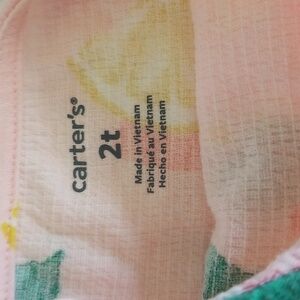 carter's®
2t
Made in Vietnam
Fabriqué au Vietnam
Hecho en Vietnam